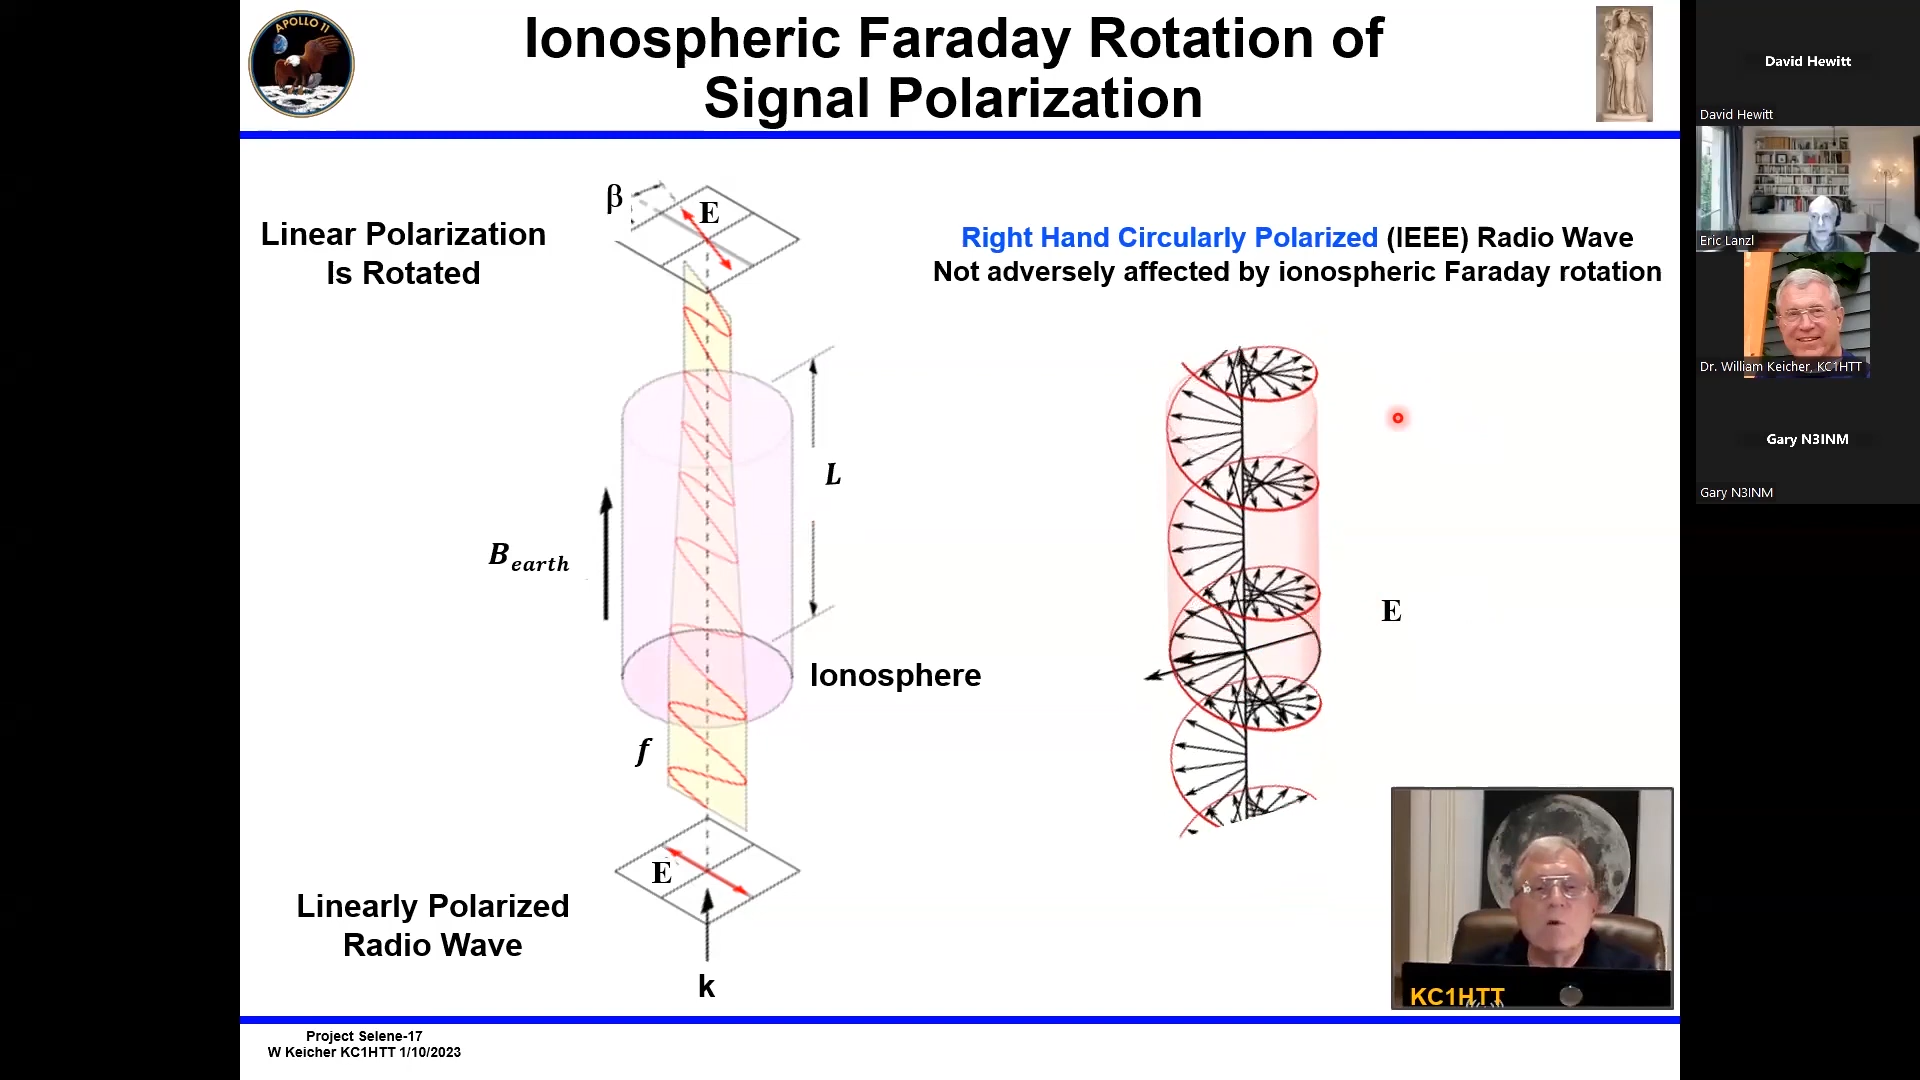 APOLLO 11
Ionospheric Faraday Rotation of
Signal Polarization
Linear Polarization
Is Rotated
β
E
Right Hand Circularly Polarized (IEEE) Radio Wave
Not adversely affected by ionospheric Faraday rotation
L
B earth
E
Ionosphere
f
E
Linearly Polarized
Radio Wave
k
KC1HTT
Project Selene-17
W Keicher KC1HTT 1/10/2023
David Hewitt
David Hewitt
Eric Lanzl
Dr. William Keicher, KC1HTT
Gary N3INM
Gary N3INM